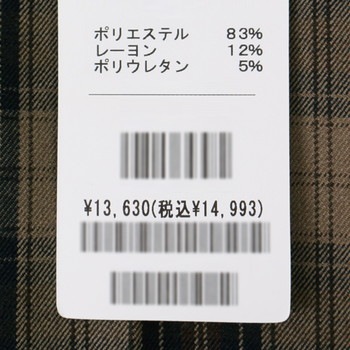 ポリエステル 83%
レーヨン 12%
ポリウレタン 5%
¥13,630(税込¥14,993)